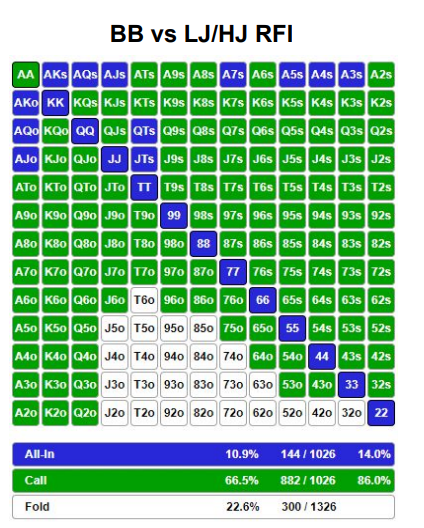 BB vs LJ/HJ RFI
AA AKs AQs AJs ATs A9s A8s A7s A6s A5s A4s A3s A2s
AKo KK KQs KJs KTs K9s K8s K7s K6s K5s K4s K3s K2s
AQo KQo QQ QJs QTs Q9s Q8s Q7s Q6s Q5s Q4s Q3s Q2s
AJo KJo QJo JJ JTs J9s J8s J7s J6s J5s J4s J3s J2s
ATo KTo QTo JTo TT T9s T8s T7s T6s T5s T4s T3s T2s
A9o K9o Q9o J9o T9o 99 98s 97s 96s 95s 94s 93s 92s
A8o K8o Q8o J8o T8o 98o 88 87s 86s 85s 84s 83s 82s
A7o K7o Q7o J7o T7o 97o 87o 77 76s 75s 74s 73s 72s
A6o K6o Q6o J6o T6o 96o 86o 76o 66 65s 64s 63s 62s
A5o K5o Q5o J5o T5o 95o 85o 75o 65o 55 54s 53s 52s
A4o K4o Q4o J4o T4o 94o 84o 74o 64o 54o 44 43s 42s
A3o K3o Q3o J3o T3o 93o 83o 73o 63o 53o 43o 33 32s
A2o K2o Q2o J2o T2o 92o 82o 72o 62o 52o 42o 32o 22
All-In 10.9% 144 / 1026 14.0%
Call 66.5% 882 / 1026 86.0%
Fold 22.6% 300 / 1326